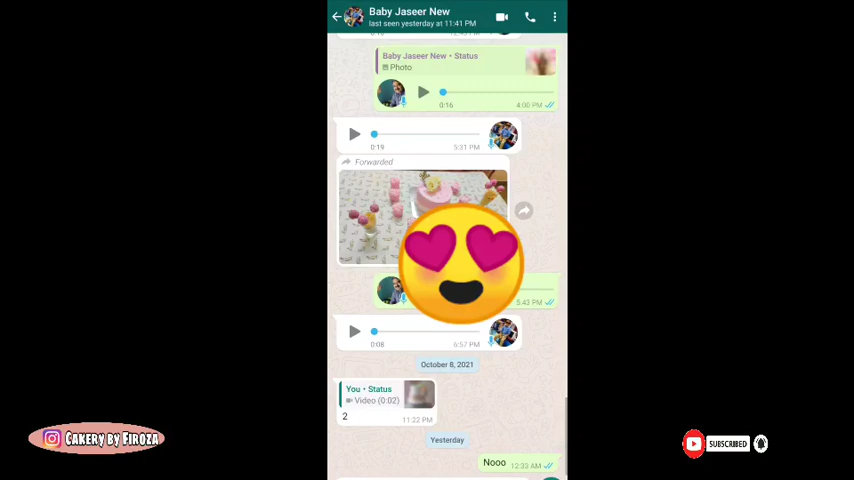 Baby Jaseer New
last seen yesterday at 11:41 PM
Baby Jaseer New • Status
Photo
0:16
4:00 PM
0:19
5:31 PM
Forwarded
5:43 PM
0:08
6:57 PM
October 8, 2021
You • Status
Video (0:02)
2
11:22 PM
Yesterday
Nooo
12:33 AM
Cakery by Firoza
SUBSCRIBED